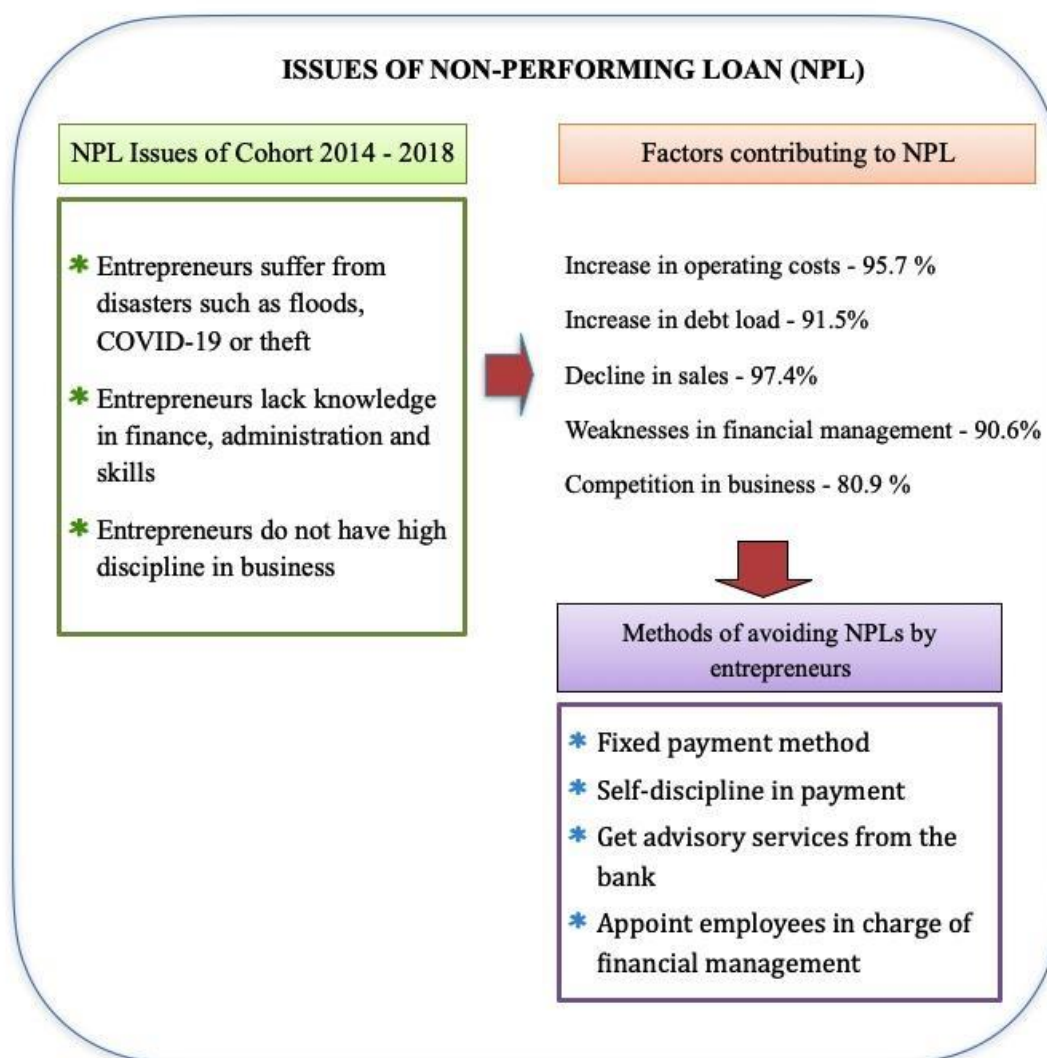 ISSUES OF NON-PERFORMING LOAN (NPL)
NPL Issues of Cohort 2014 - 2018
* Entrepreneurs suffer from
disasters such as floods,
COVID-19 or theft
* Entrepreneurs lack knowledge
in finance, administration and
skills
* Entrepreneurs do not have high
discipline in business
Factors contributing to NPL
Increase in operating costs - 95.7 %
Increase in debt load - 91.5%
Decline in sales - 97.4%
Weaknesses in financial management - 90.6%
Competition in business - 80.9 %
Methods of avoiding NPLs by
entrepreneurs
* Fixed payment method
* Self-discipline in payment
* Get advisory services from the
bank
* Appoint employees in charge of
financial management